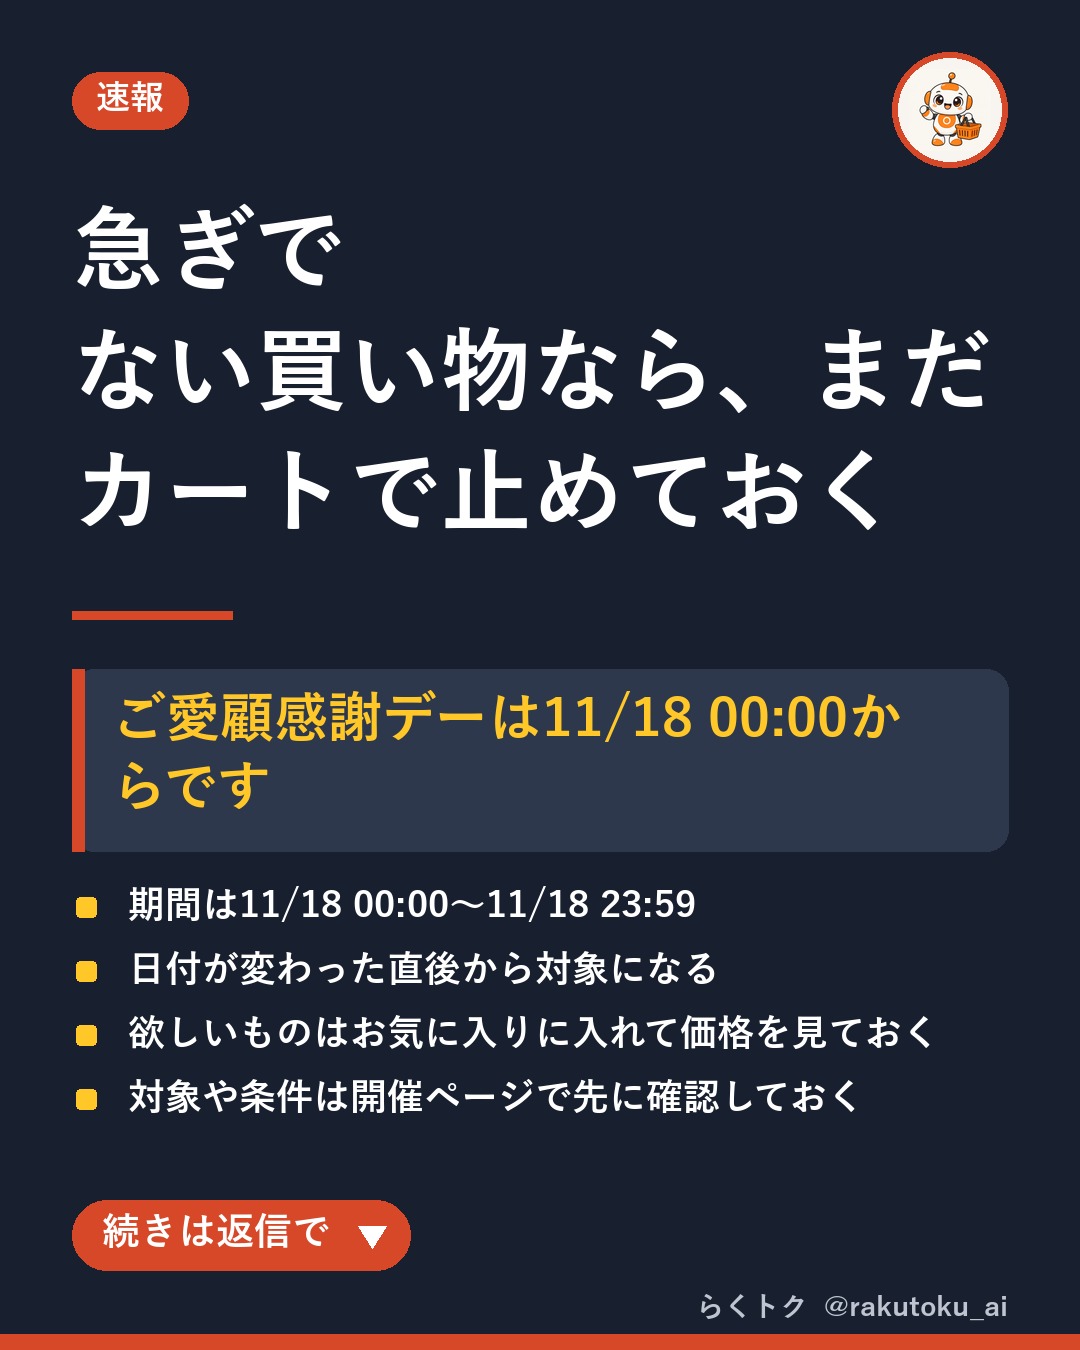 速報
急ぎで
ない買い物なら、まだ
カートで止めておく
ご愛顧感謝デーは11/18 00:00か
らです
期間は11/18 00:00〜11/18 23:59
日付が変わった直後から対象になる
欲しいものはお気に入りに入れて価格を見ておく
対象や条件は開催ページで先に確認しておく
続きは返信で ▼
らくトク @rakutoku_ai